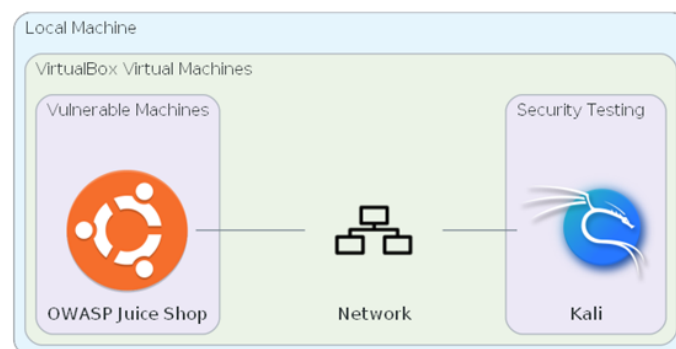 Local Machine
VirtualBox Virtual Machines
Vulnerable Machines
Security Testing
OWASP Juice Shop
Network
Kali